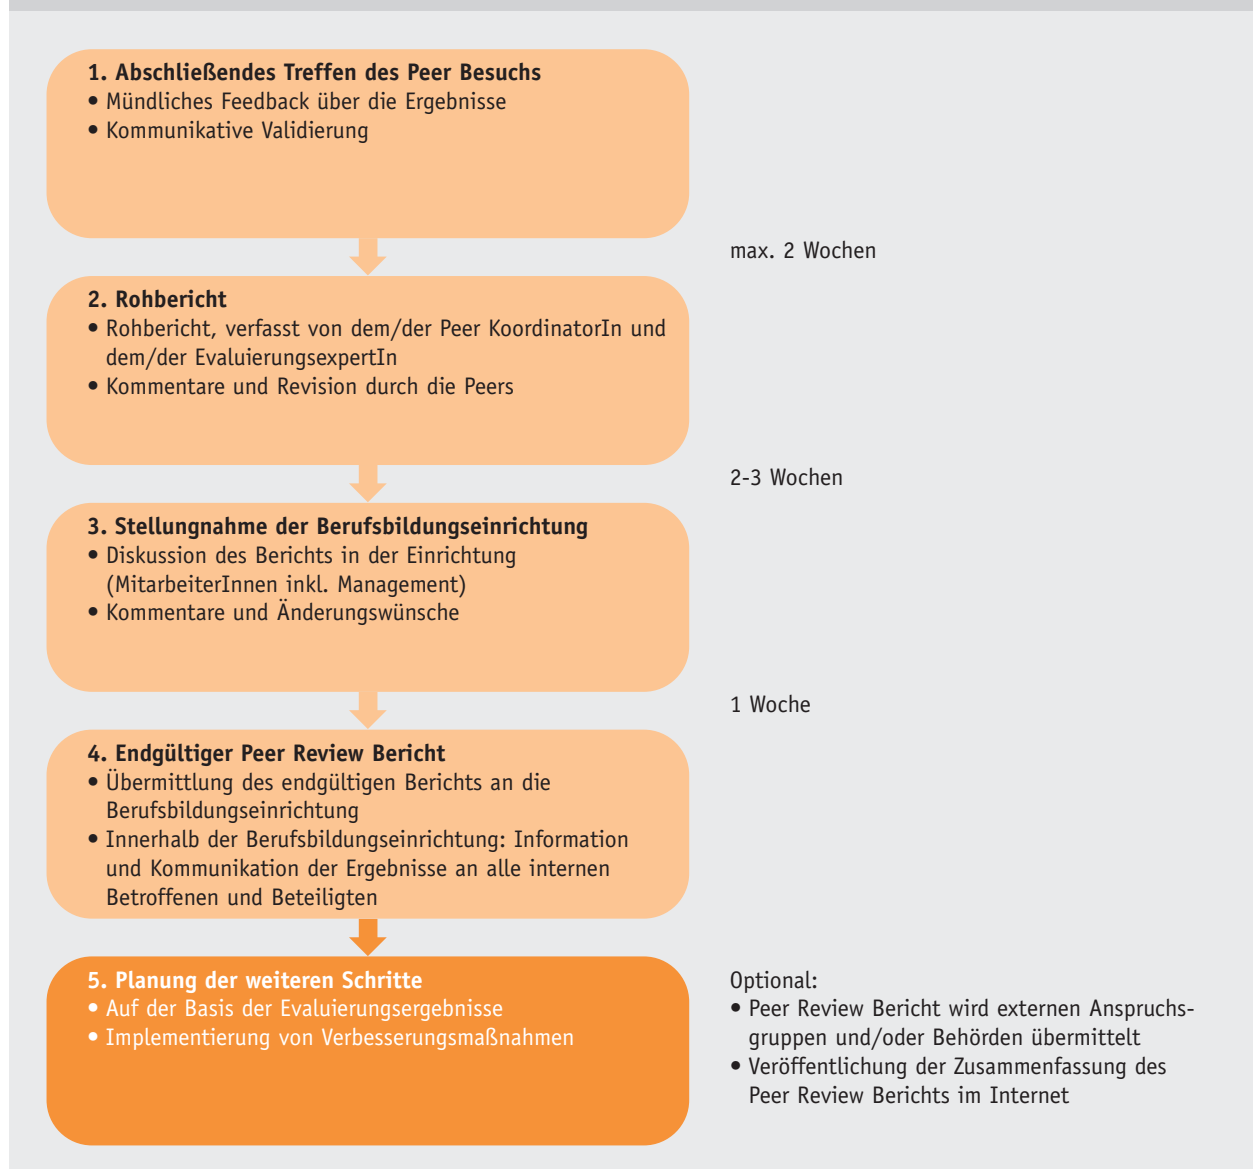 1. Abschließendes Treffen des Peer Besuchs
• Mündliches Feedback über die Ergebnisse
• Kommunikative Validierung
max. 2 Wochen
2. Rohbericht
• Rohbericht, verfasst von dem/der Peer KoordinatorIn und
dem/der EvaluierungsexpertIn
• Kommentare und Revision durch die Peers
2-3 Wochen
3. Stellungnahme der Berufsbildungseinrichtung
• Diskussion des Berichts in der Einrichtung
(MitarbeiterInnen inkl. Management)
• Kommentare und Änderungswünsche
1 Woche
4. Endgültiger Peer Review Bericht
• Übermittlung des endgültigen Berichts an die
Berufsbildungseinrichtung
• Innerhalb der Berufsbildungseinrichtung: Information
und Kommunikation der Ergebnisse an alle internen
Betroffenen und Beteiligten
5. Planung der weiteren Schritte
• Auf der Basis der Evaluierungsergebnisse
• Implementierung von Verbesserungsmaßnahmen
Optional:
• Peer Review Bericht wird externen Anspruchs-
gruppen und/oder Behörden übermittelt
• Veröffentlichung der Zusammenfassung des
Peer Review Berichts im Internet